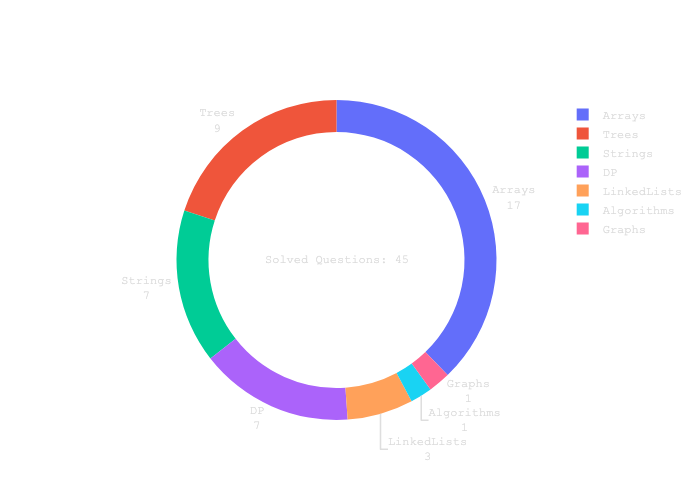 Trees
9
Arrays
17
Strings
7
Solved Questions: 45
DP
7
LinkedLists
3
Algorithms
1
Graphs
1
Arrays
Trees
Strings
DP
LinkedLists
Algorithms
Graphs